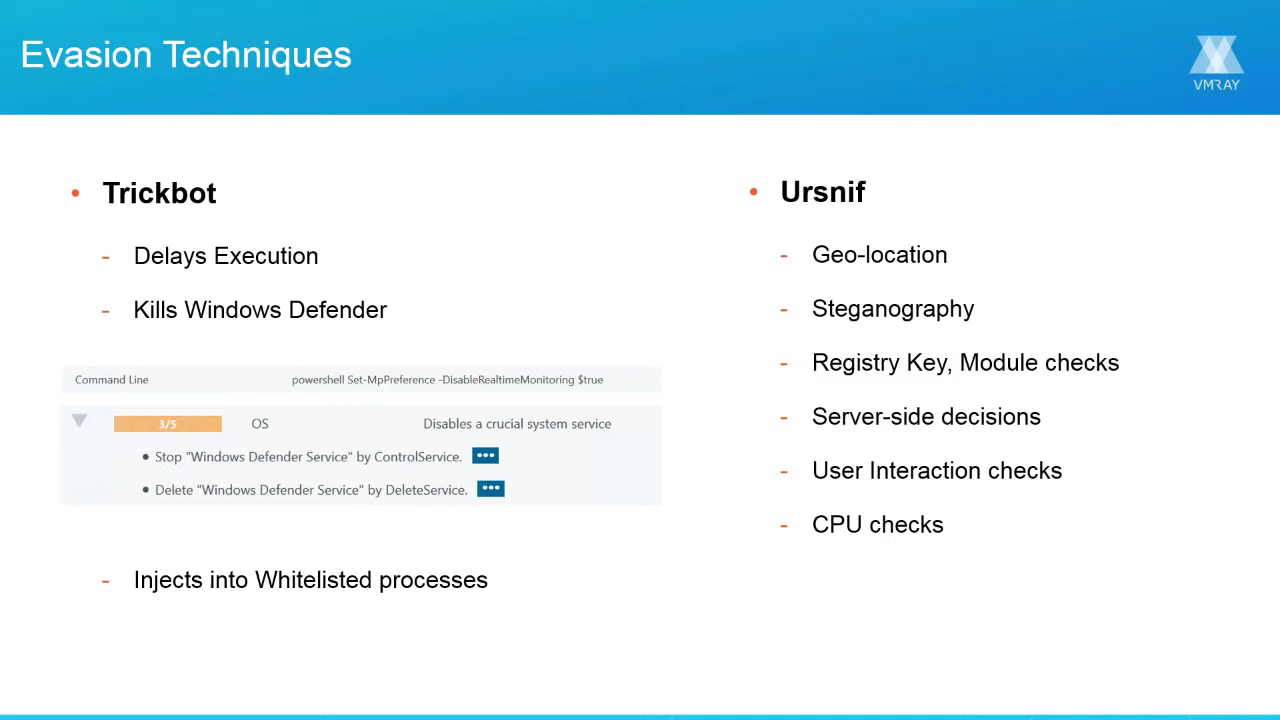 Evasion Techniques
VMRAY
• Trickbot
- Delays Execution
- Kills Windows Defender
Command Line powershell Set-MpPreference -DisableRealtimeMonitoring $true
3/5 OS Disables a crucial system service
• Stop "Windows Defender Service" by ControlService.
• Delete "Windows Defender Service" by DeleteService.
- Injects into Whitelisted processes
• Ursnif
- Geo-location
- Steganography
- Registry Key, Module checks
- Server-side decisions
- User Interaction checks
- CPU checks